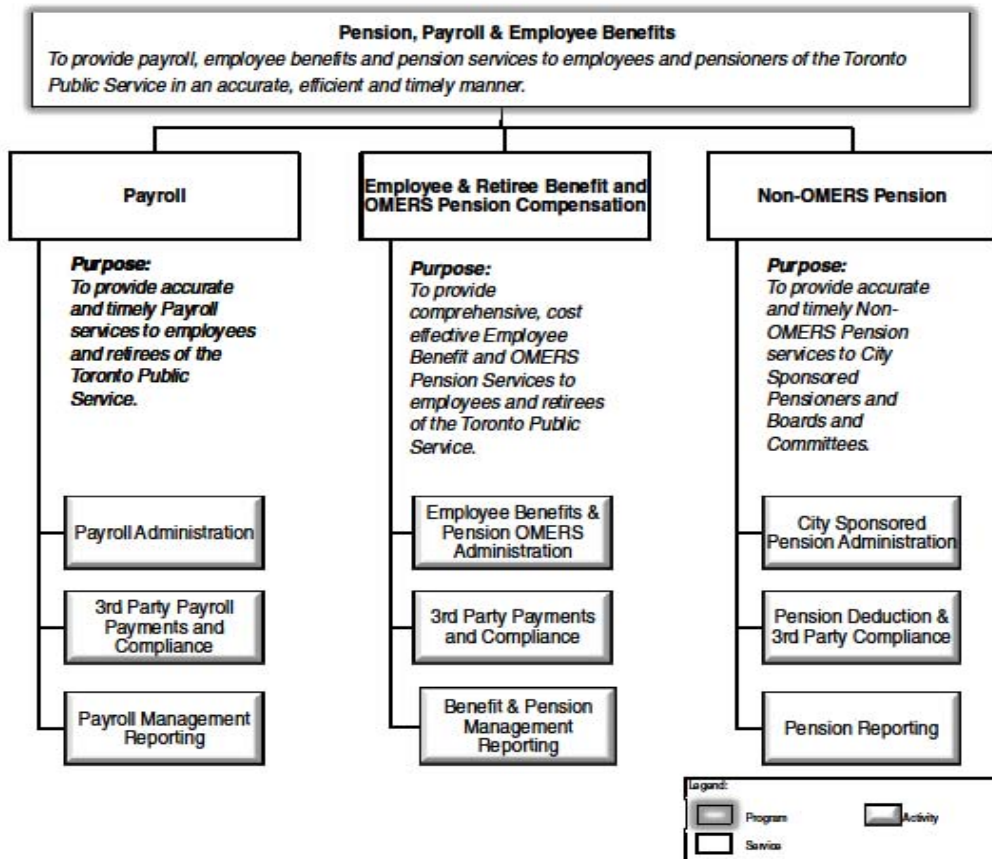 Pension, Payroll & Employee Benefits
To provide payroll, employee benefits and pension services to employees and pensioners of the Toronto
Public Service in an accurate, efficient and timely manner.
Payroll
Purpose:
To provide accurate
and timely Payroll
services to employees
and retirees of the
Toronto Public
Service.
Payroll Administration
3rd Party Payroll
Payments and
Compliance
Payroll Management
Reporting
Employee & Retiree Benefit and
OMERS Pension Compensation
Purpose:
To provide
comprehensive, cost
effective Employee
Benefit and OMERS
Pension Services to
employees and retirees
of the Toronto Public
Service.
Employee Benefits &
Pension OMERS
Administration
3rd Party Payments
and Compliance
Benefit & Pension
Management
Reporting
Non-OMERS Pension
Purpose:
To provide accurate
and timely Non-
OMERS Pension
services to City
Sponsored
Pensioners and
Boards and
Committees.
City Sponsored
Pension Administration
Pension Deduction &
3rd Party Compliance
Pension Reporting
Legend:
Program
Activity
Service